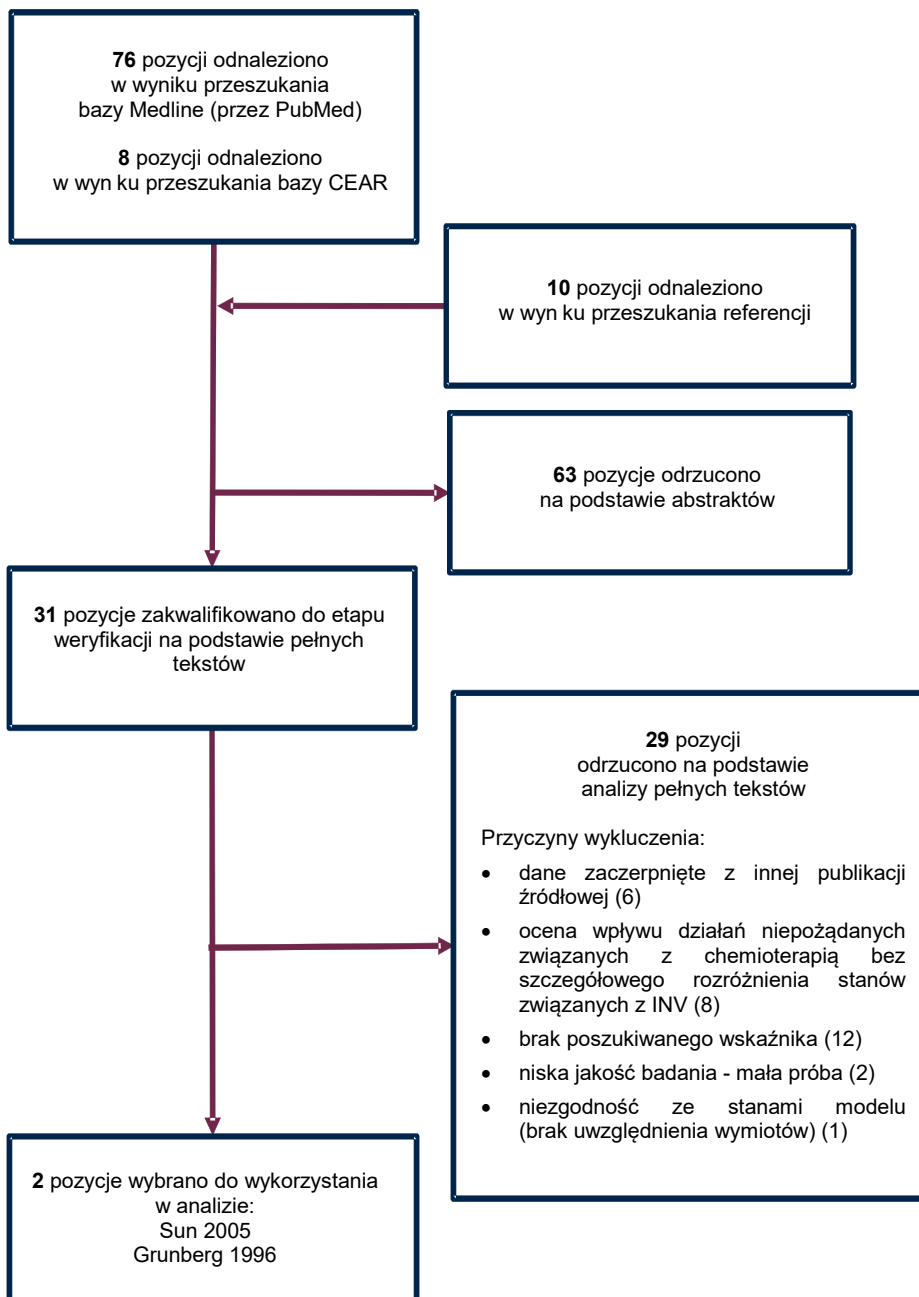 76 pozycji odnaleziono
w wyniku przeszukania
bazy Medline (przez PubMed)
8 pozycji odnaleziono
w wyn ku przeszukania bazy CEAR
10 pozycji odnaleziono
w wyn ku przeszukania referencji
63 pozycje odrzucono
na podstawie abstraktów
31 pozycje zakwalifikowano do etapu
weryfikacji na podstawie pełnych
tekstów
29 pozycji
odrzucono na podstawie
analizy pełnych tekstów
Przyczyny wykluczenia:
• dane zaczerpnięte z innej publikacji
źródłowej (6)
• ocena wpływu działań niepożądanych
związanych z chemioterapią bez
szczegółowego rozróżnienia stanów
związanych z INV (8)
• brak poszukiwanego wskaźnika (12)
• niska jakość badania - mała próba (2)
• niezgodność ze stanami modelu
(brak uwzględnienia wymiotów) (1)
2 pozycje wybrano do wykorzystania
w analizie:
Sun 2005
Grunberg 1996